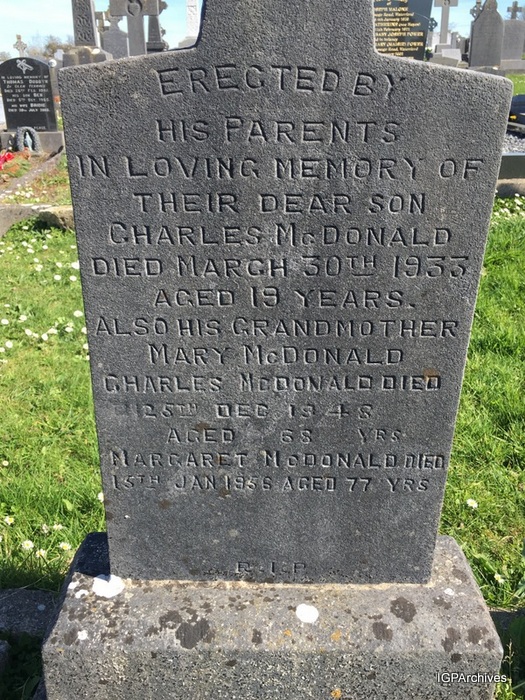 ERECTED BY
HIS PARENTS
IN LOVING MEMORY OF
THEIR DEAR SON
CHARLES McDONALD
DIED MARCH 30TH 1933
AGED 19 YEARS.
ALSO HIS GRANDMOTHER
MARY McDONALD
CHARLES McDONALD DIED
25TH DEC 1948
AGED 68 YRS
MARGARET McDONALD DIED
15TH JAN 1956 AGED 77 YRS
R.I.P.
IGPArchives